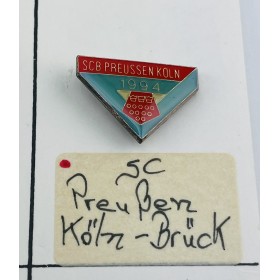 SCB PREUSSEN KÖLN
1994
SC
Preußen
Köln-Brück